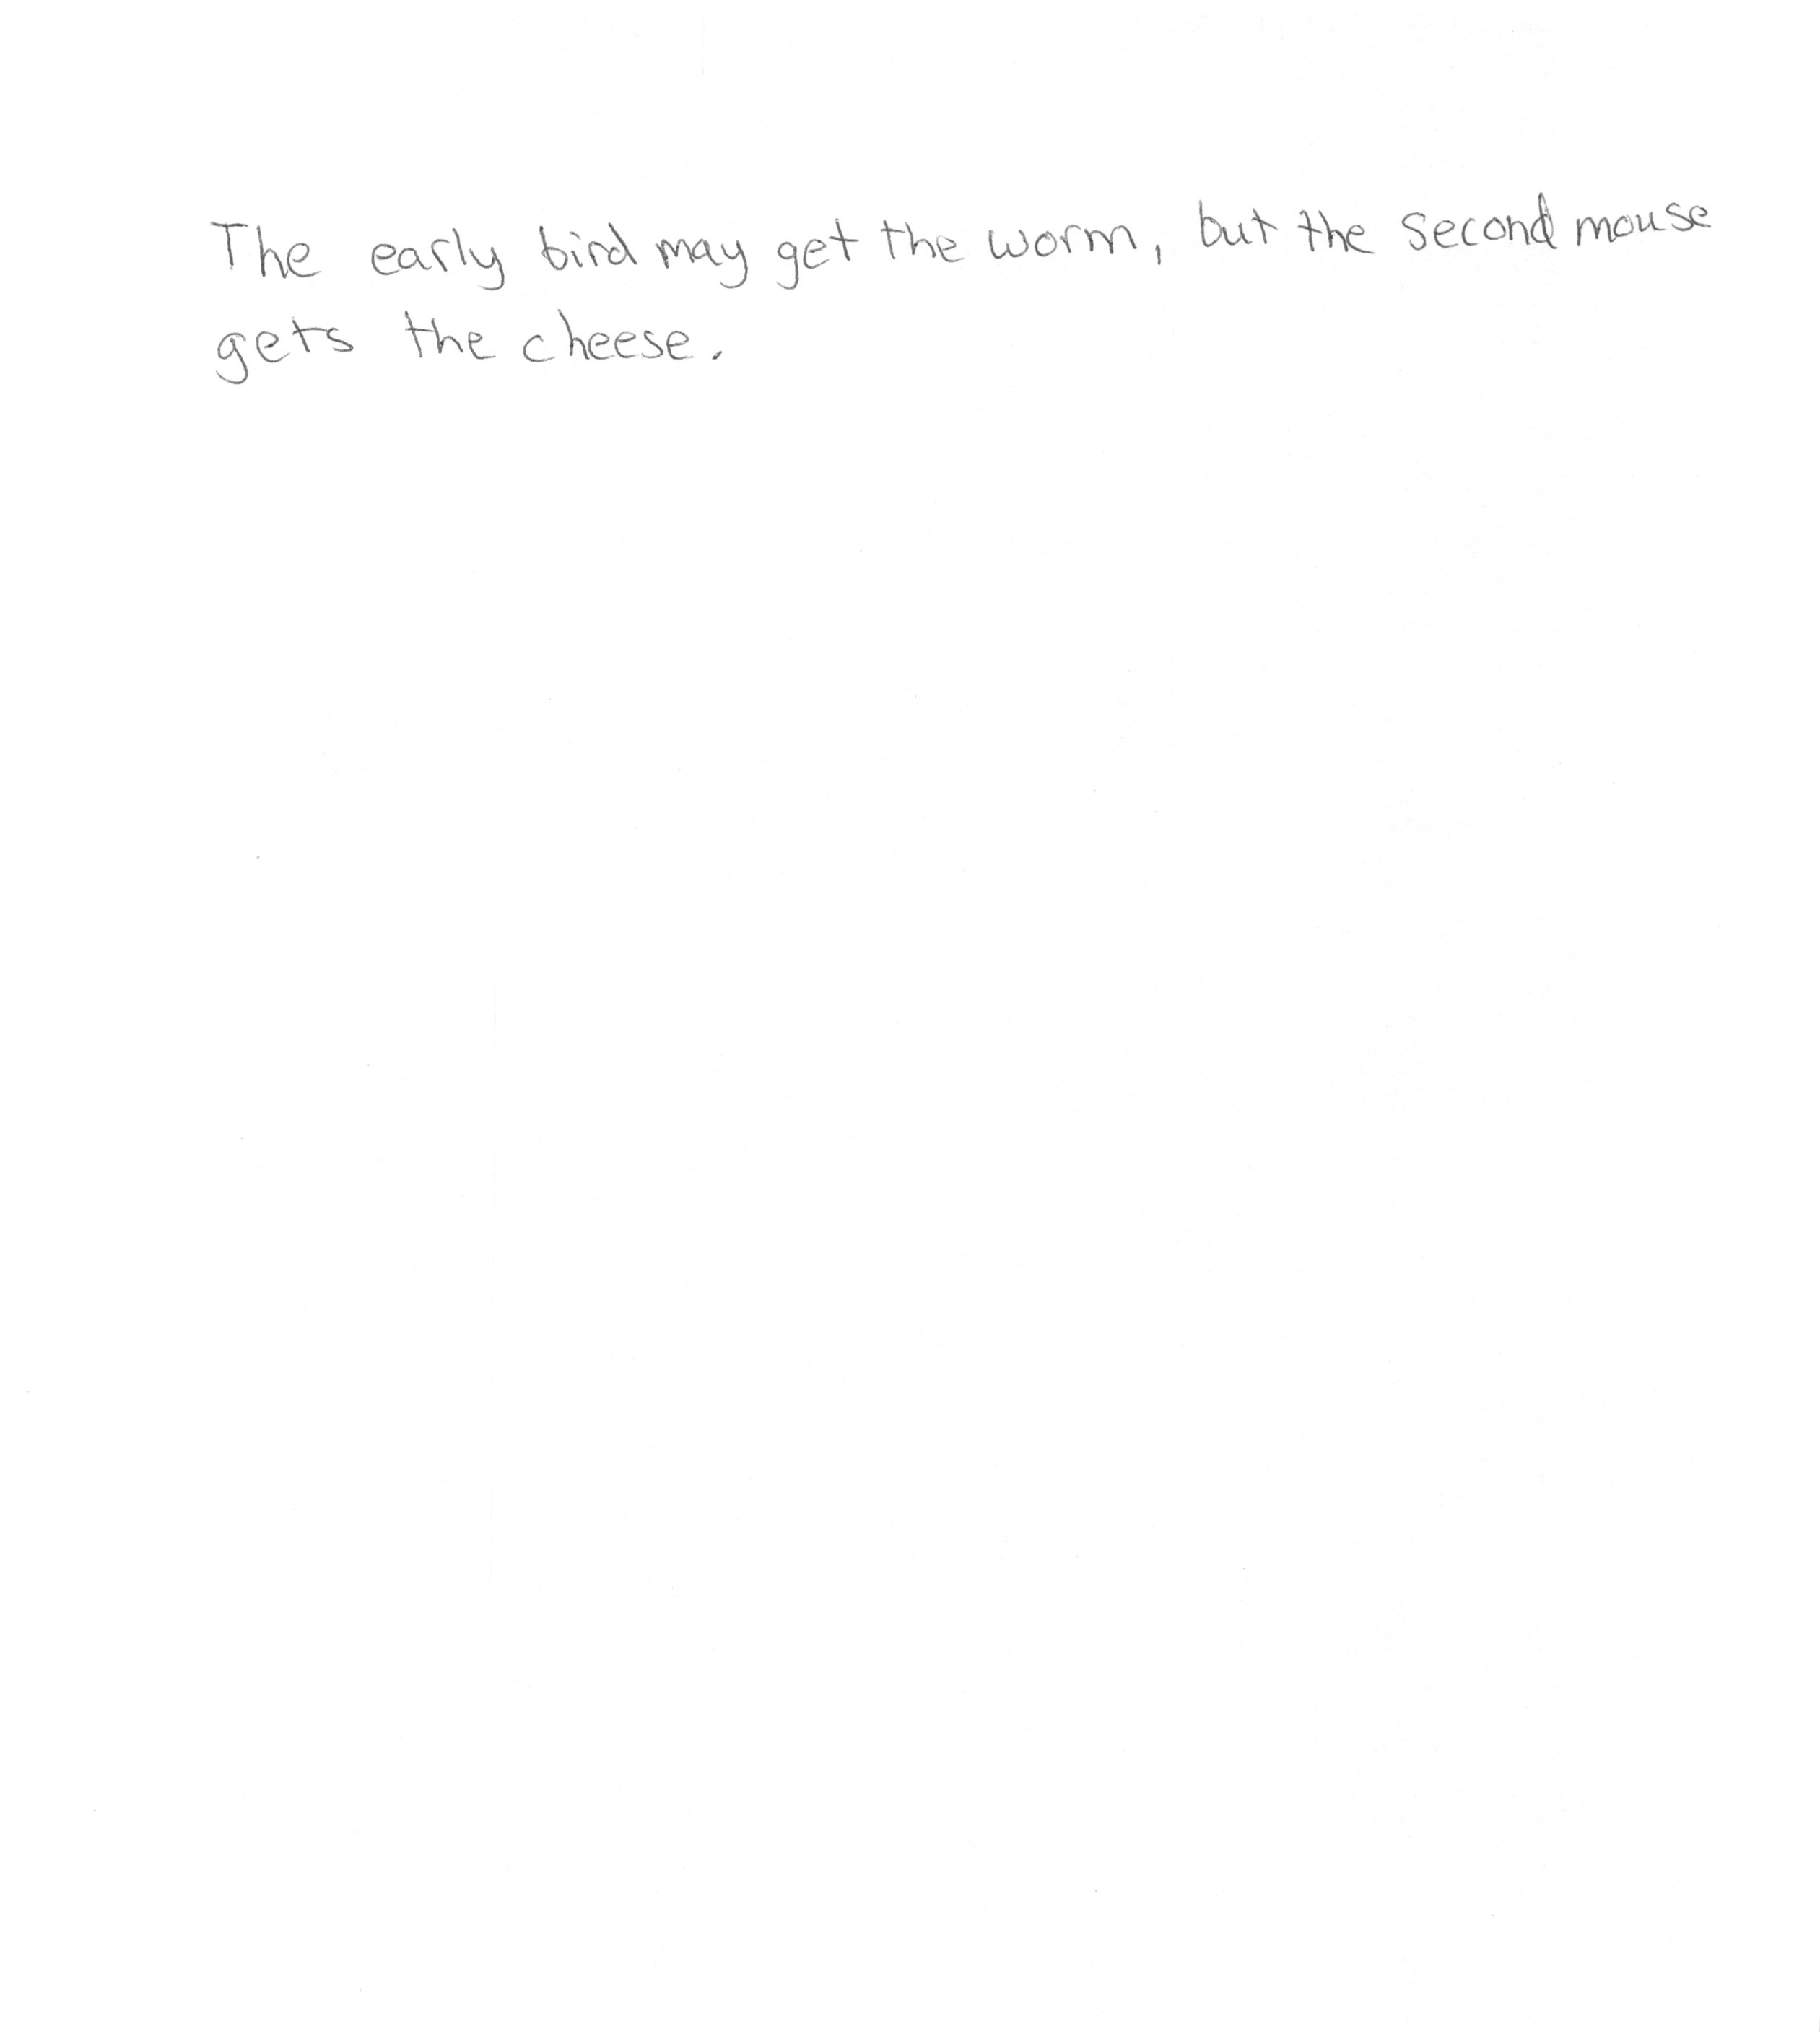 The early bird may get the worm, but the second mouse
gets the cheese.